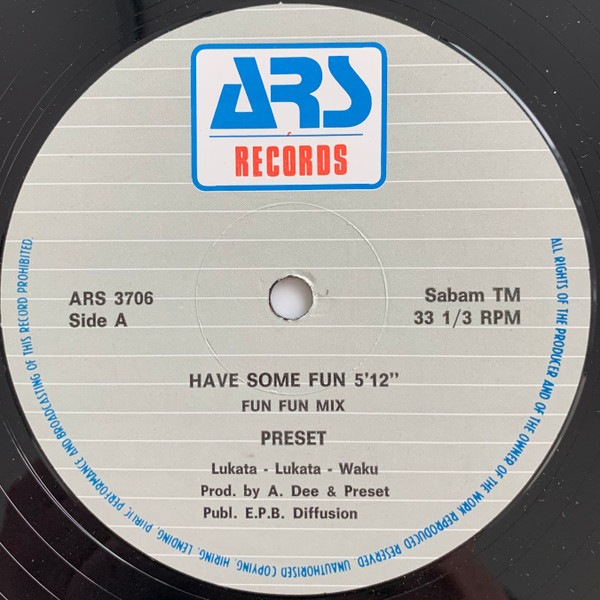 ARS
RECORDS
ARS 3706
Side A
Sabam TM
33 1/3 RPM
HAVE SOME FUN 5'12"
FUN FUN MIX
PRESET
Lukata - Lukata - Waku
Prod. by A. Dee & Preset
Publ. E.P.B. Diffusion
ALL RIGHTS OF THE PRODUCER AND OF THE OWNER OF THE WORK REPRODUCED RESERVED. UNAUTHORISED COPYING, HIRING, LENDING, PUBLIC PERFORMANCE AND BROADCASTING OF THIS RECORD PROHIBITED.